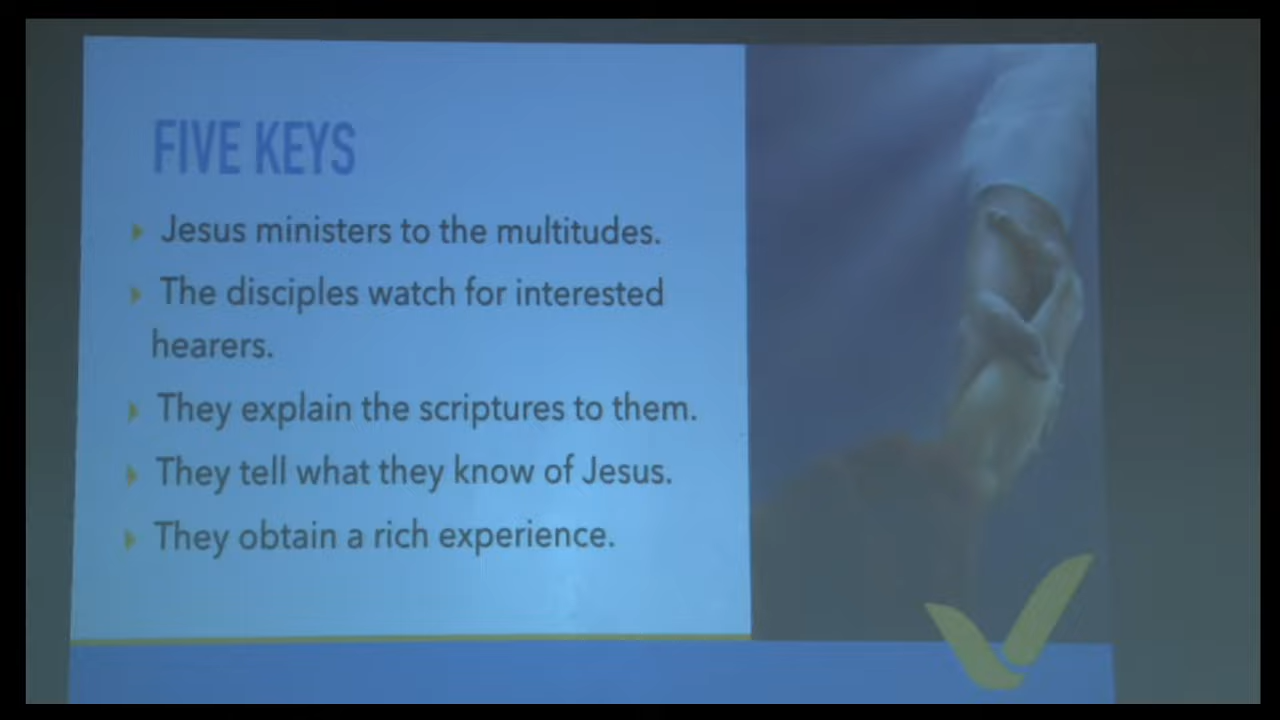 FIVE KEYS
Jesus ministers to the multitudes.
The disciples watch for interested
hearers.
They explain the scriptures to them.
They tell what they know of Jesus.
They obtain a rich experience.